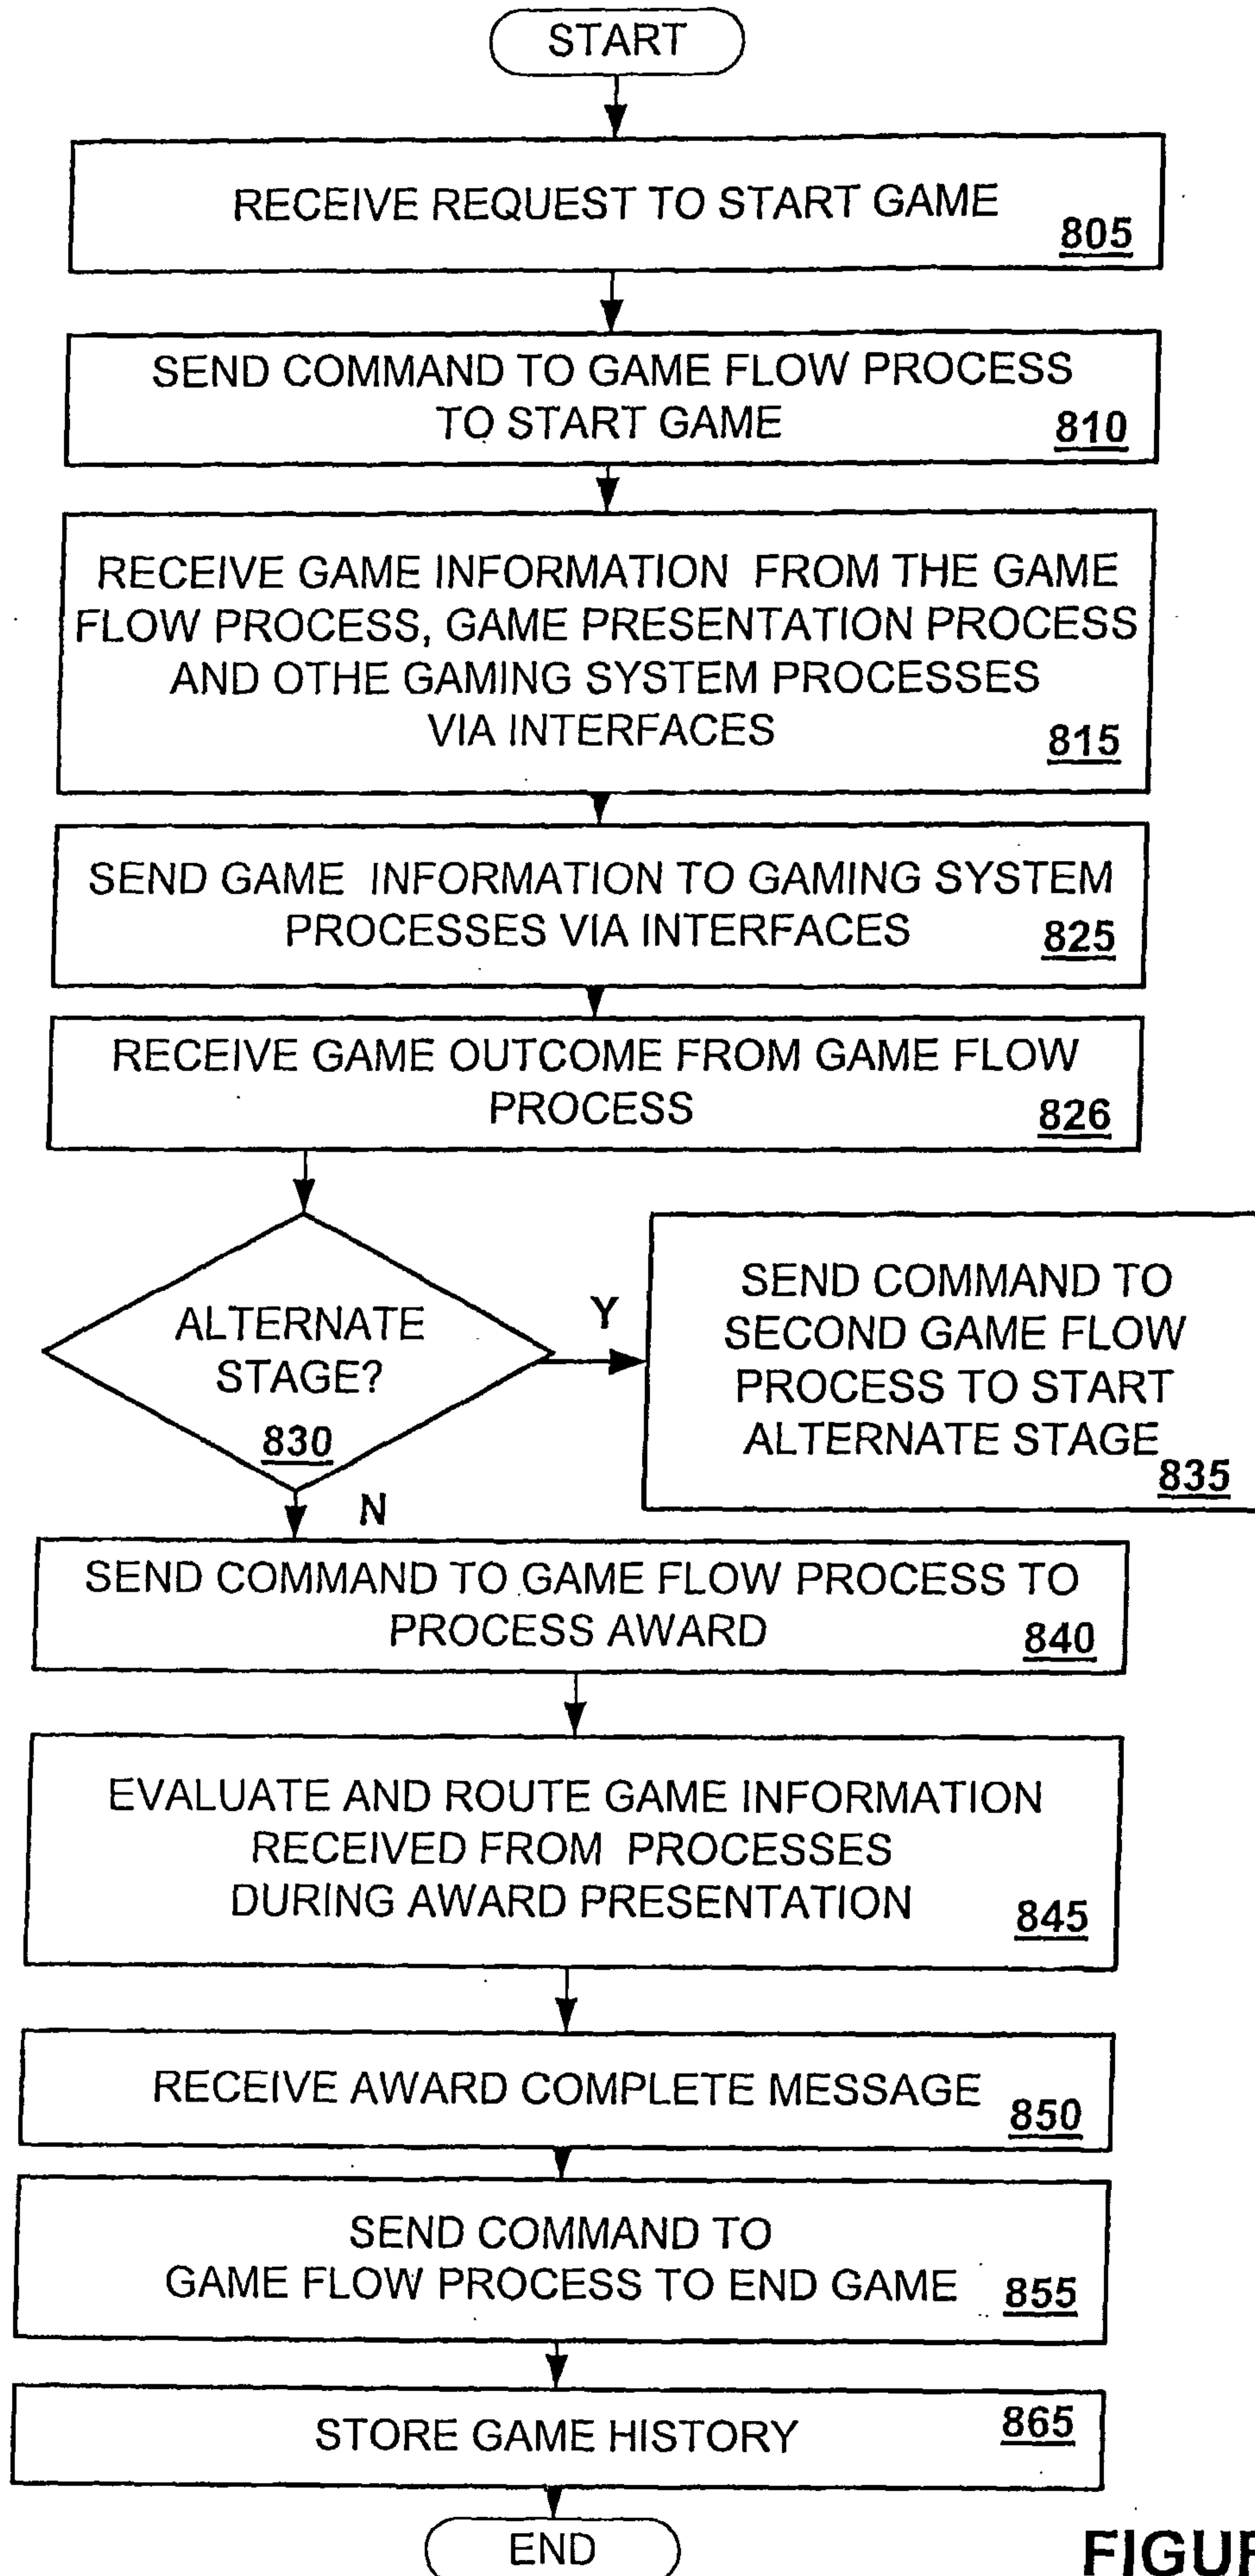 START
RECEIVE REQUEST TO START GAME
805
SEND COMMAND TO GAME FLOW PROCESS
TO START GAME
810
RECEIVE GAME INFORMATION FROM THE GAME
FLOW PROCESS, GAME PRESENTATION PROCESS
AND OTHE GAMING SYSTEM PROCESSES
VIA INTERFACES
815
SEND GAME INFORMATION TO GAMING SYSTEM
PROCESSES VIA INTERFACES
825
RECEIVE GAME OUTCOME FROM GAME FLOW
PROCESS
826
ALTERNATE
STAGE?
830
Y
SEND COMMAND TO
SECOND GAME FLOW
PROCESS TO START
ALTERNATE STAGE
835
N
SEND COMMAND TO GAME FLOW PROCESS TO
PROCESS AWARD
840
EVALUATE AND ROUTE GAME INFORMATION
RECEIVED FROM PROCESSES
DURING AWARD PRESENTATION
845
RECEIVE AWARD COMPLETE MESSAGE
850
SEND COMMAND TO
GAME FLOW PROCESS TO END GAME
855
STORE GAME HISTORY
865
END